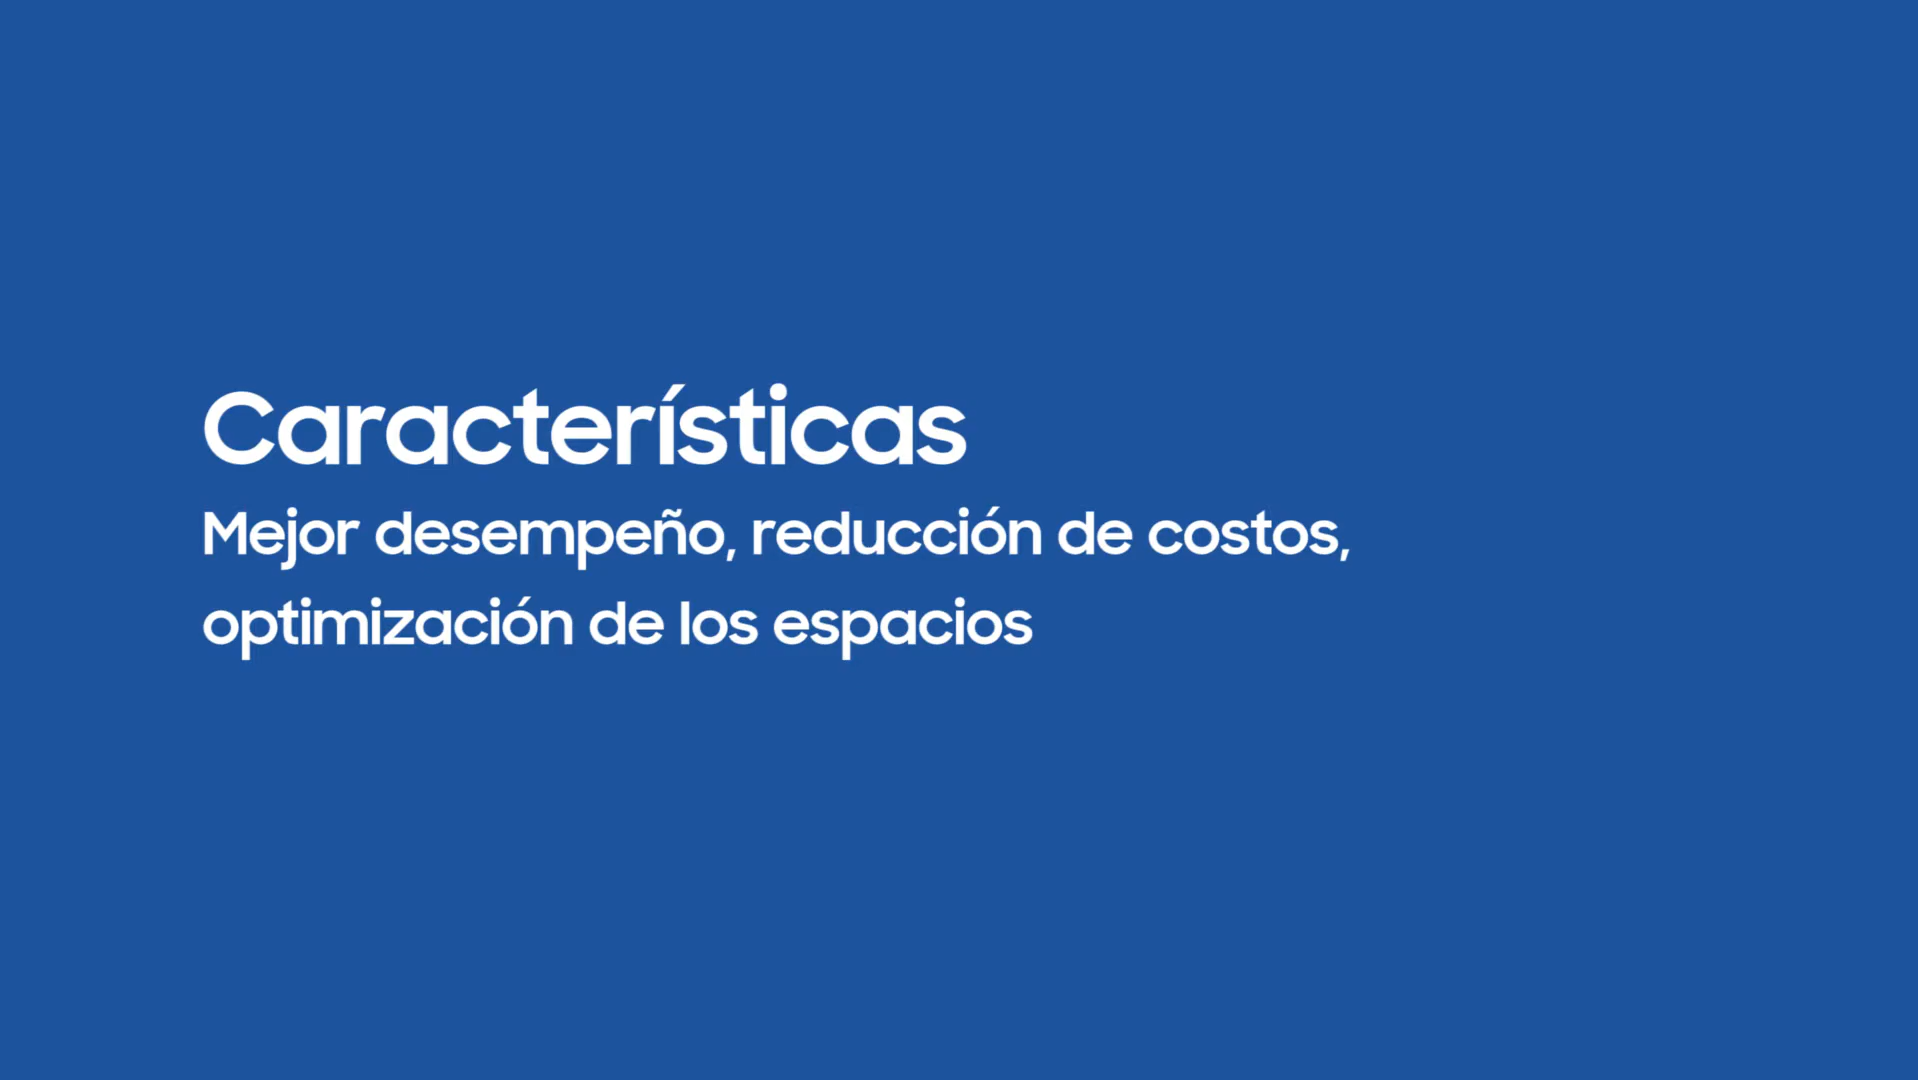 Características
Mejor desempeño, reducción de costos,
optimización de los espacios